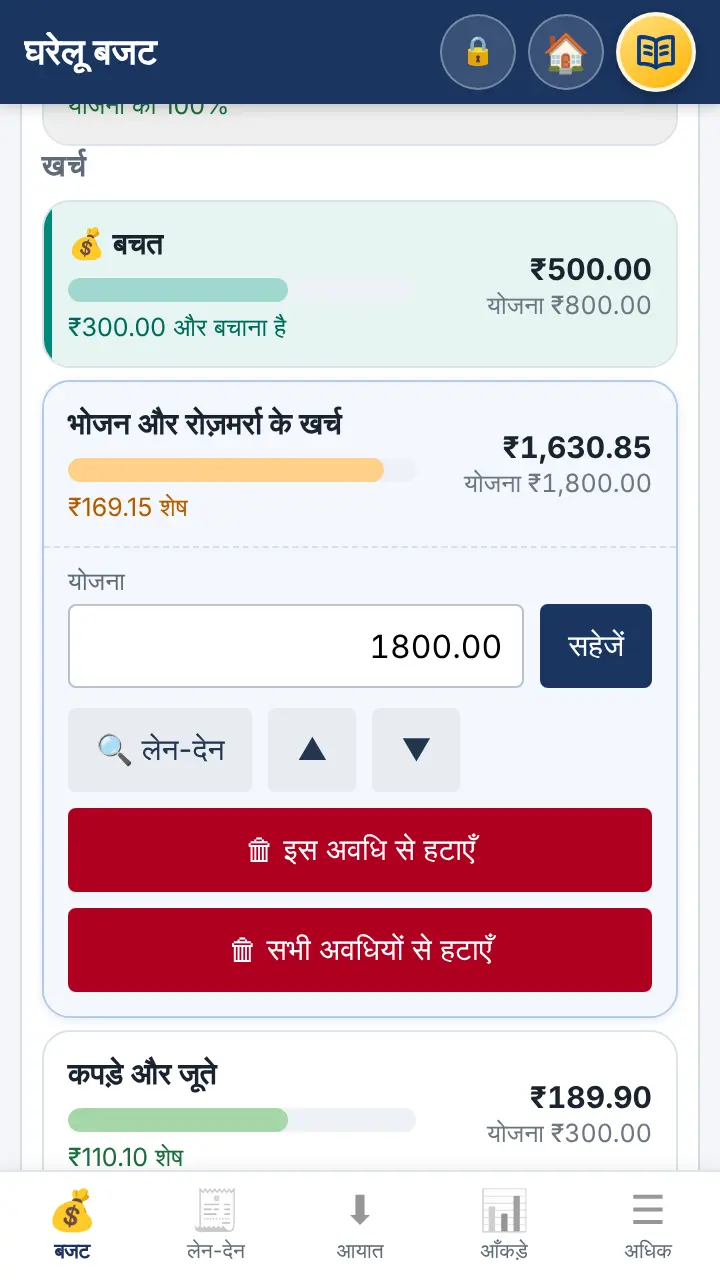 घरेलू बजट
योजना का 100%
खर्च
बचत
₹500.00
योजना ₹800.00
₹300.00 और बचाना है
भोजन और रोज़मर्रा के खर्च
₹1,630.85
योजना ₹1,800.00
₹169.15 शेष
योजना
1800.00
सहेजें
लेन-देन
इस अवधि से हटाएँ
सभी अवधियों से हटाएँ
कपड़े और जूते
₹189.90
योजना ₹300.00
₹110.10 शेष
बजट
लेन-देन
आयात
आँकड़े
अधिक